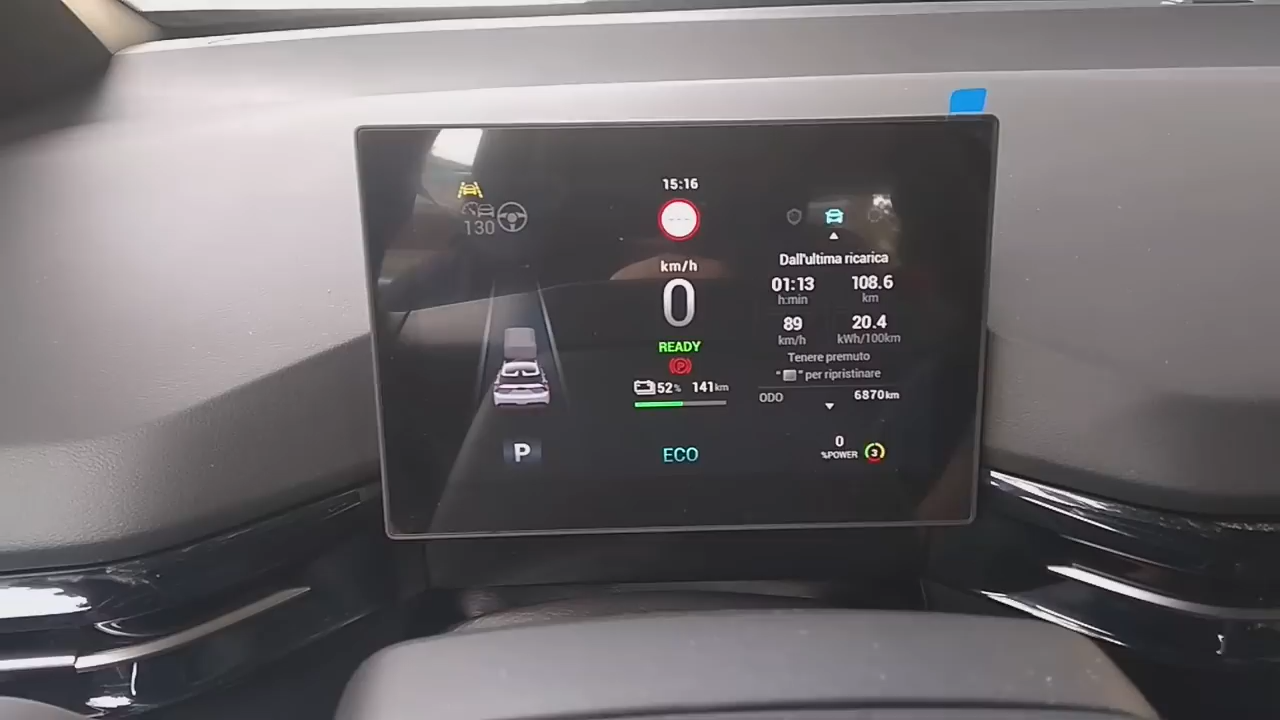 15:16
130
---
km/h
0
READY
52% 141km
P
ECO
Dall'ultima ricarica
01:13 108.6
h:min km
89 20.4
km/h kWh/100km
Tenere premuto
" " per ripristinare
ODO 6870km
0
%POWER 3